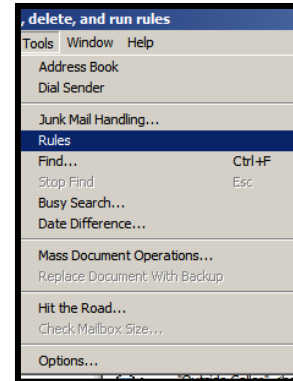 , delete, and run rules
Tools Window Help
Address Book
Dial Sender
Junk Mail Handling...
Rules
Find... Ctrl+F
Stop Find Esc
Busy Search...
Date Difference...
Mass Document Operations...
Replace Document With Backup
Hit the Road...
Check Mailbox Size...
Options...